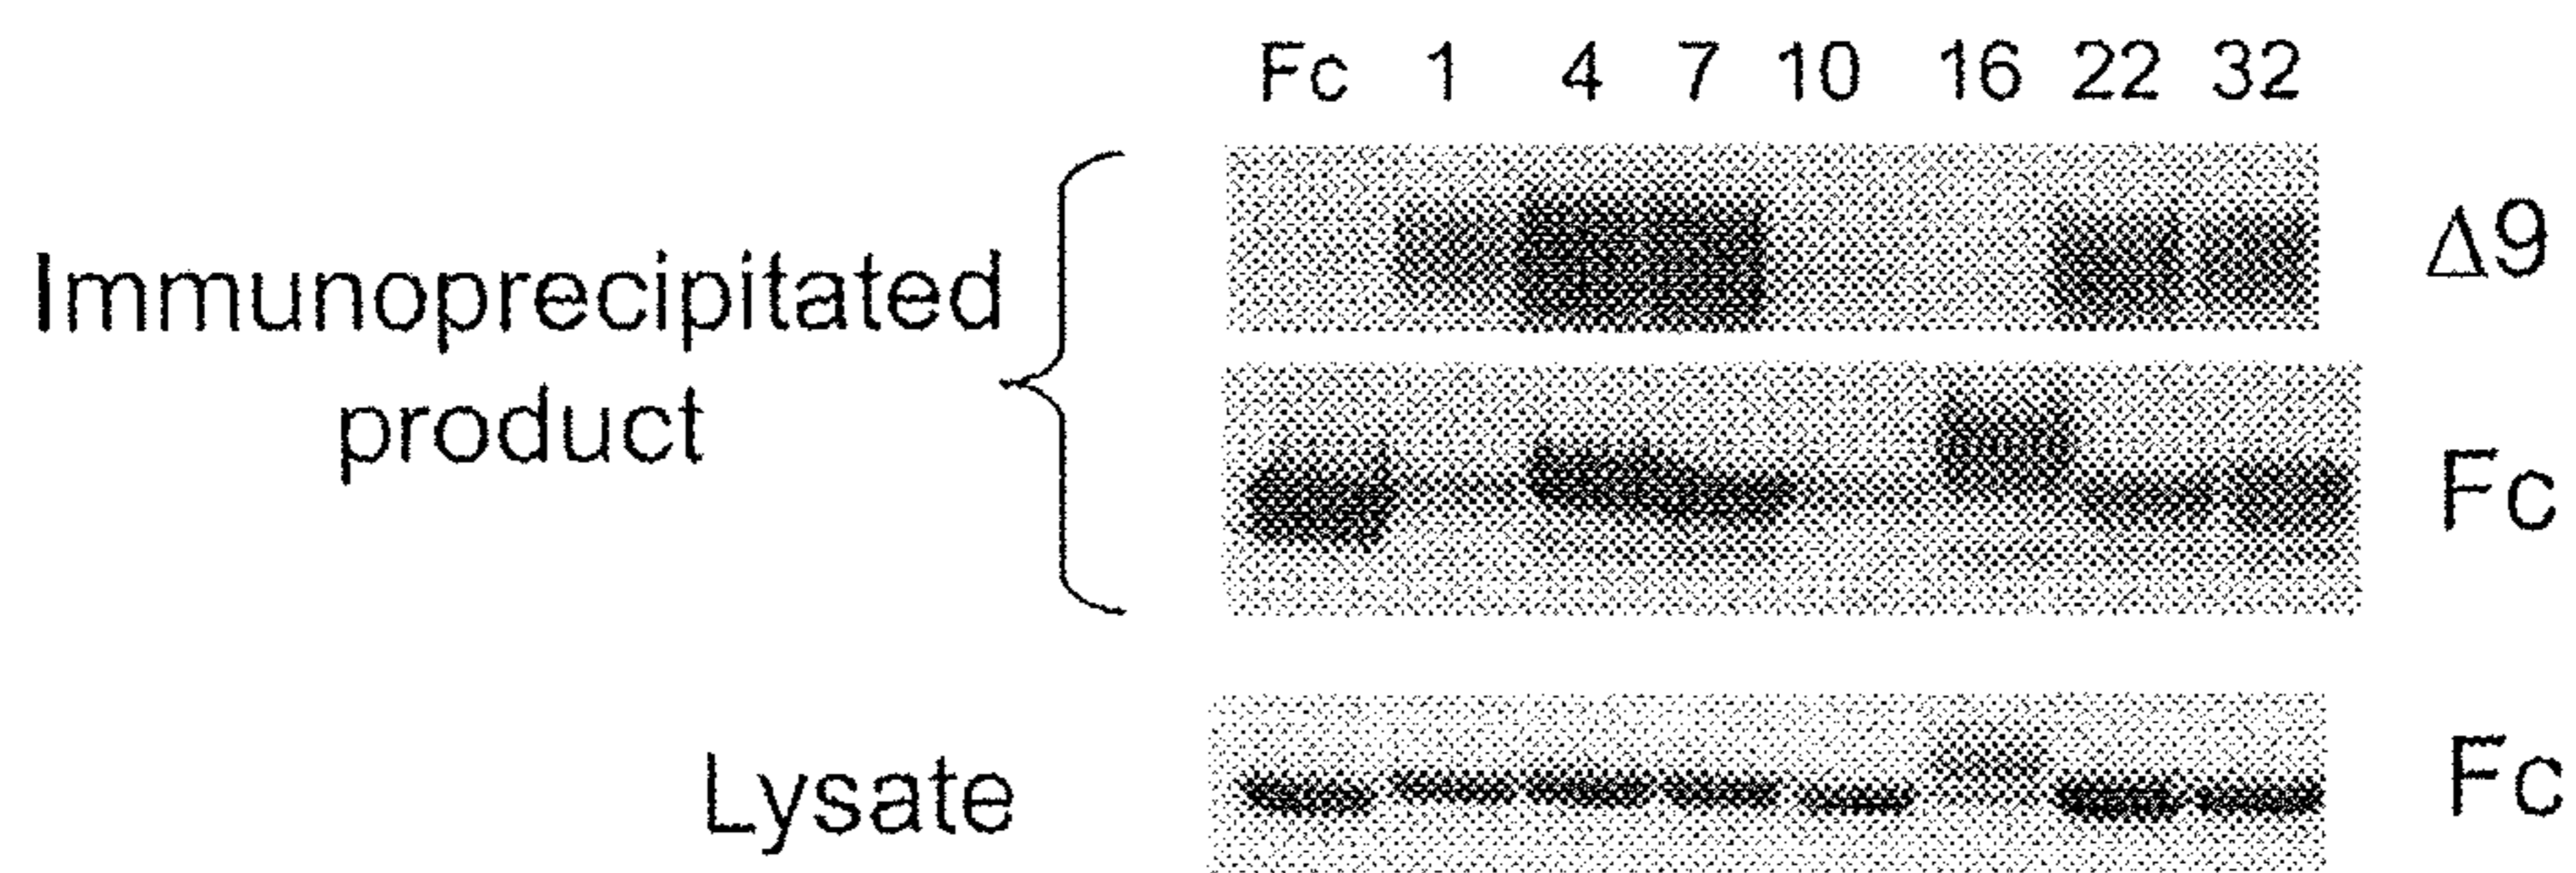 Fc 1 4 7 10 16 22 32
Immunoprecipitated
product
Δ9
Fc
Lysate
Fc